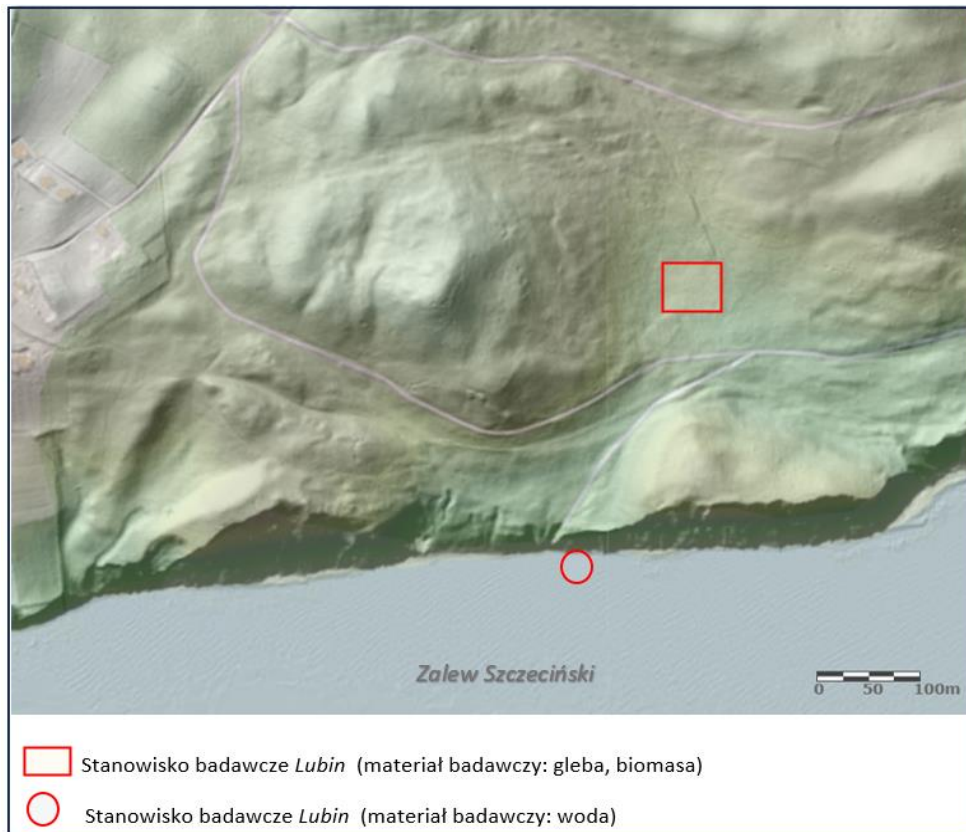 Zalew Szczeciński
0 50 100m
Stanowisko badawcze Lubin (materiał badawczy: gleba, biomasa)
Stanowisko badawcze Lubin (materiał badawczy: woda)